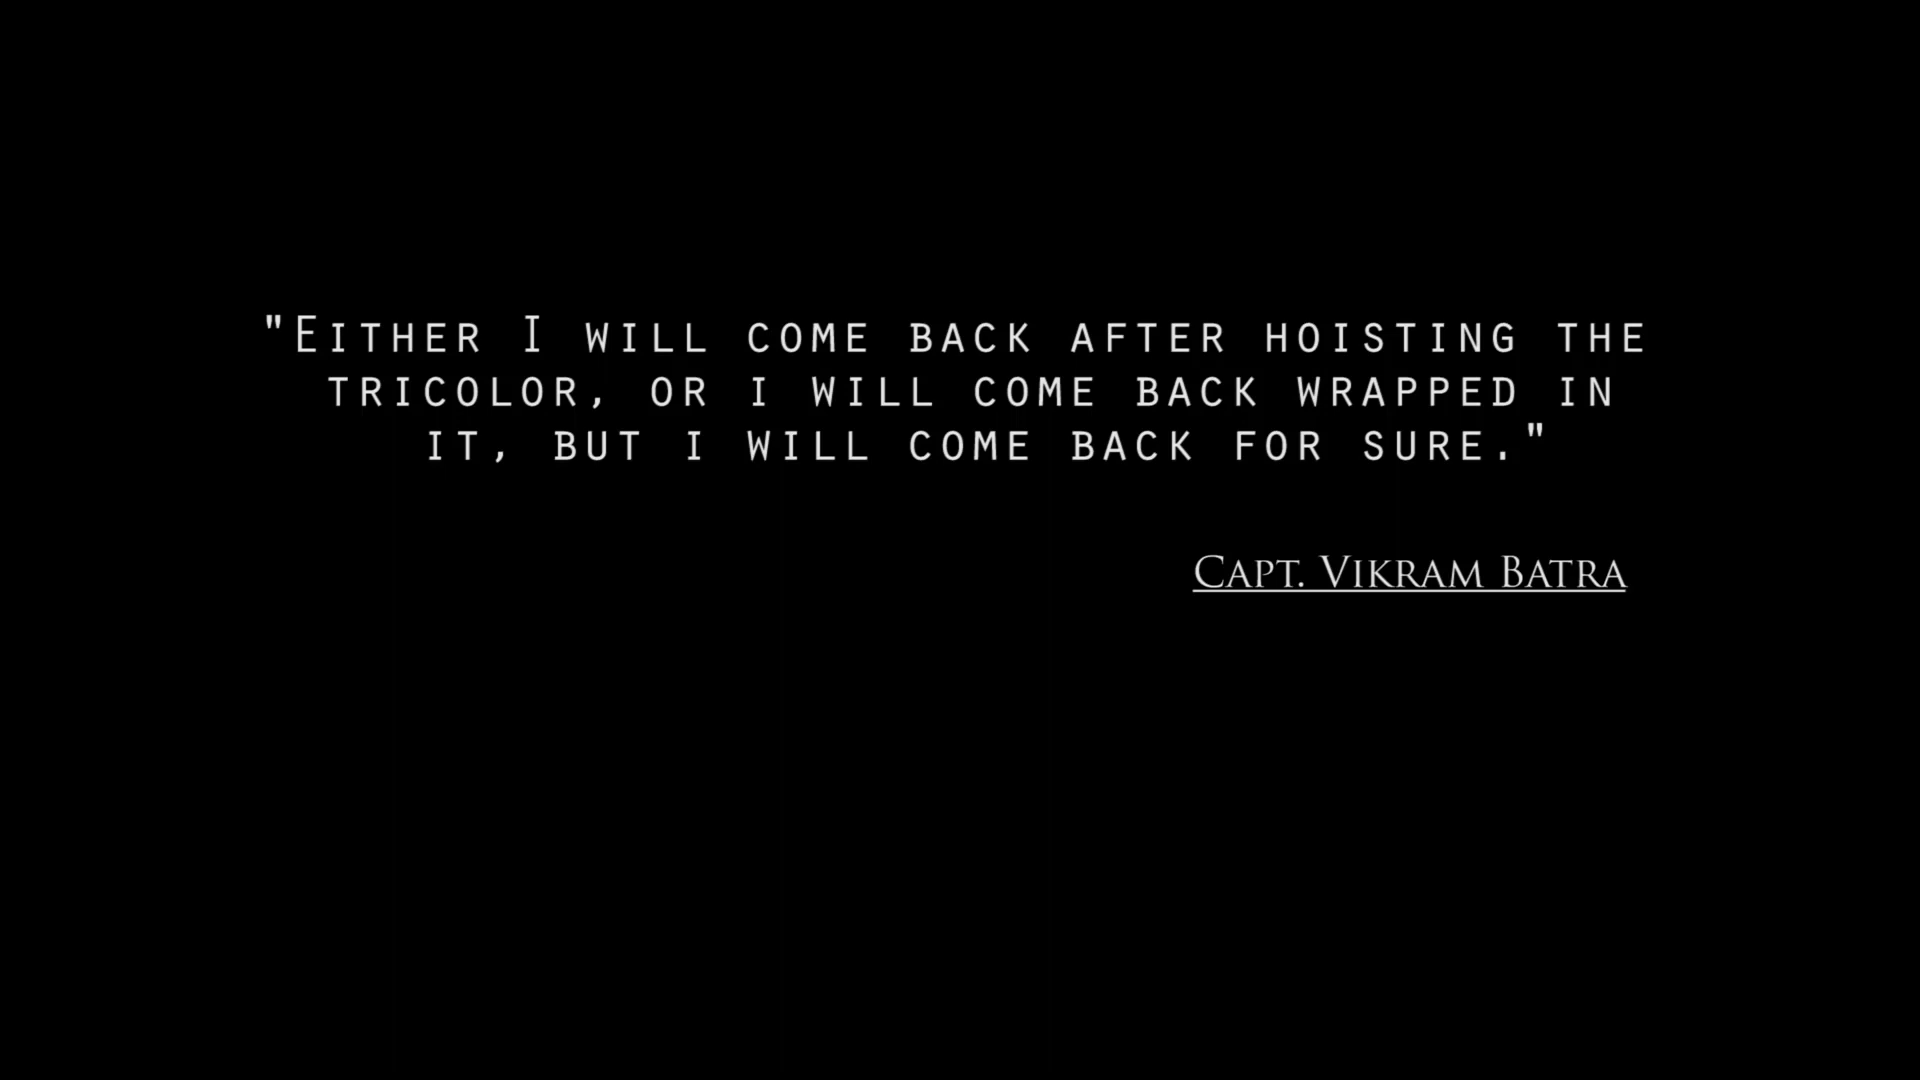 "Either I will come back after hoisting the
tricolor, or i will come back wrapped in
it, but i will come back for sure."
Capt. Vikram Batra